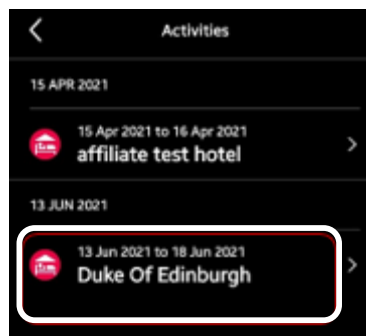 Activities
15 APR 2021
15 Apr 2021 to 16 Apr 2021
affiliate test hotel
13 JUN 2021
13 Jun 2021 to 18 Jun 2021
Duke Of Edinburgh